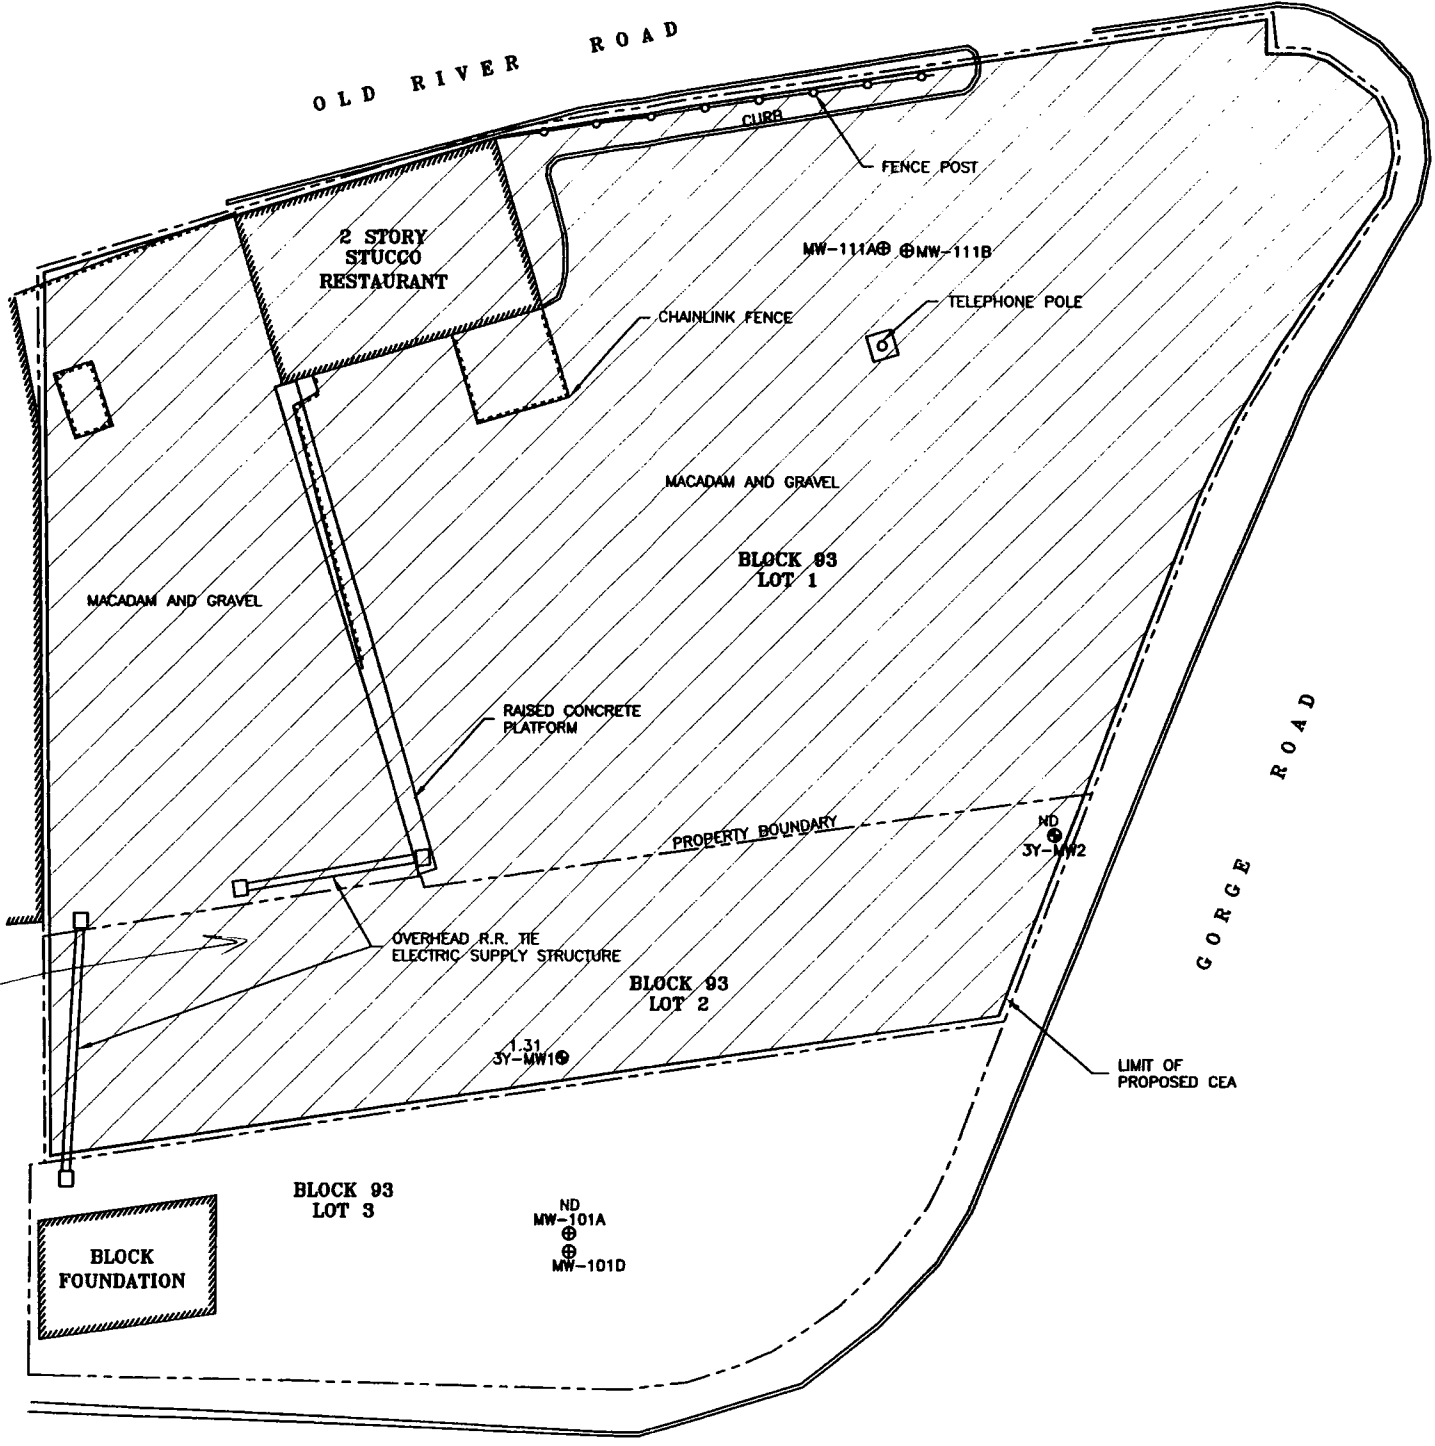 OLD RIVER ROAD
CURB
FENCE POST
2 STORY
STUCCO
RESTAURANT
MW-111A
MW-111B
TELEPHONE POLE
CHAINLINK FENCE
MACADAM AND GRAVEL
BLOCK 93
LOT 1
MACADAM AND GRAVEL
RAISED CONCRETE
PLATFORM
GORGE ROAD
PROPERTY BOUNDARY
ND
3Y-MW2
OVERHEAD R.R. TIE
ELECTRIC SUPPLY STRUCTURE
BLOCK 93
LOT 2
1.31
3Y-MW1
LIMIT OF
PROPOSED CEA
BLOCK 93
LOT 3
ND
MW-101A
MW-101D
BLOCK
FOUNDATION